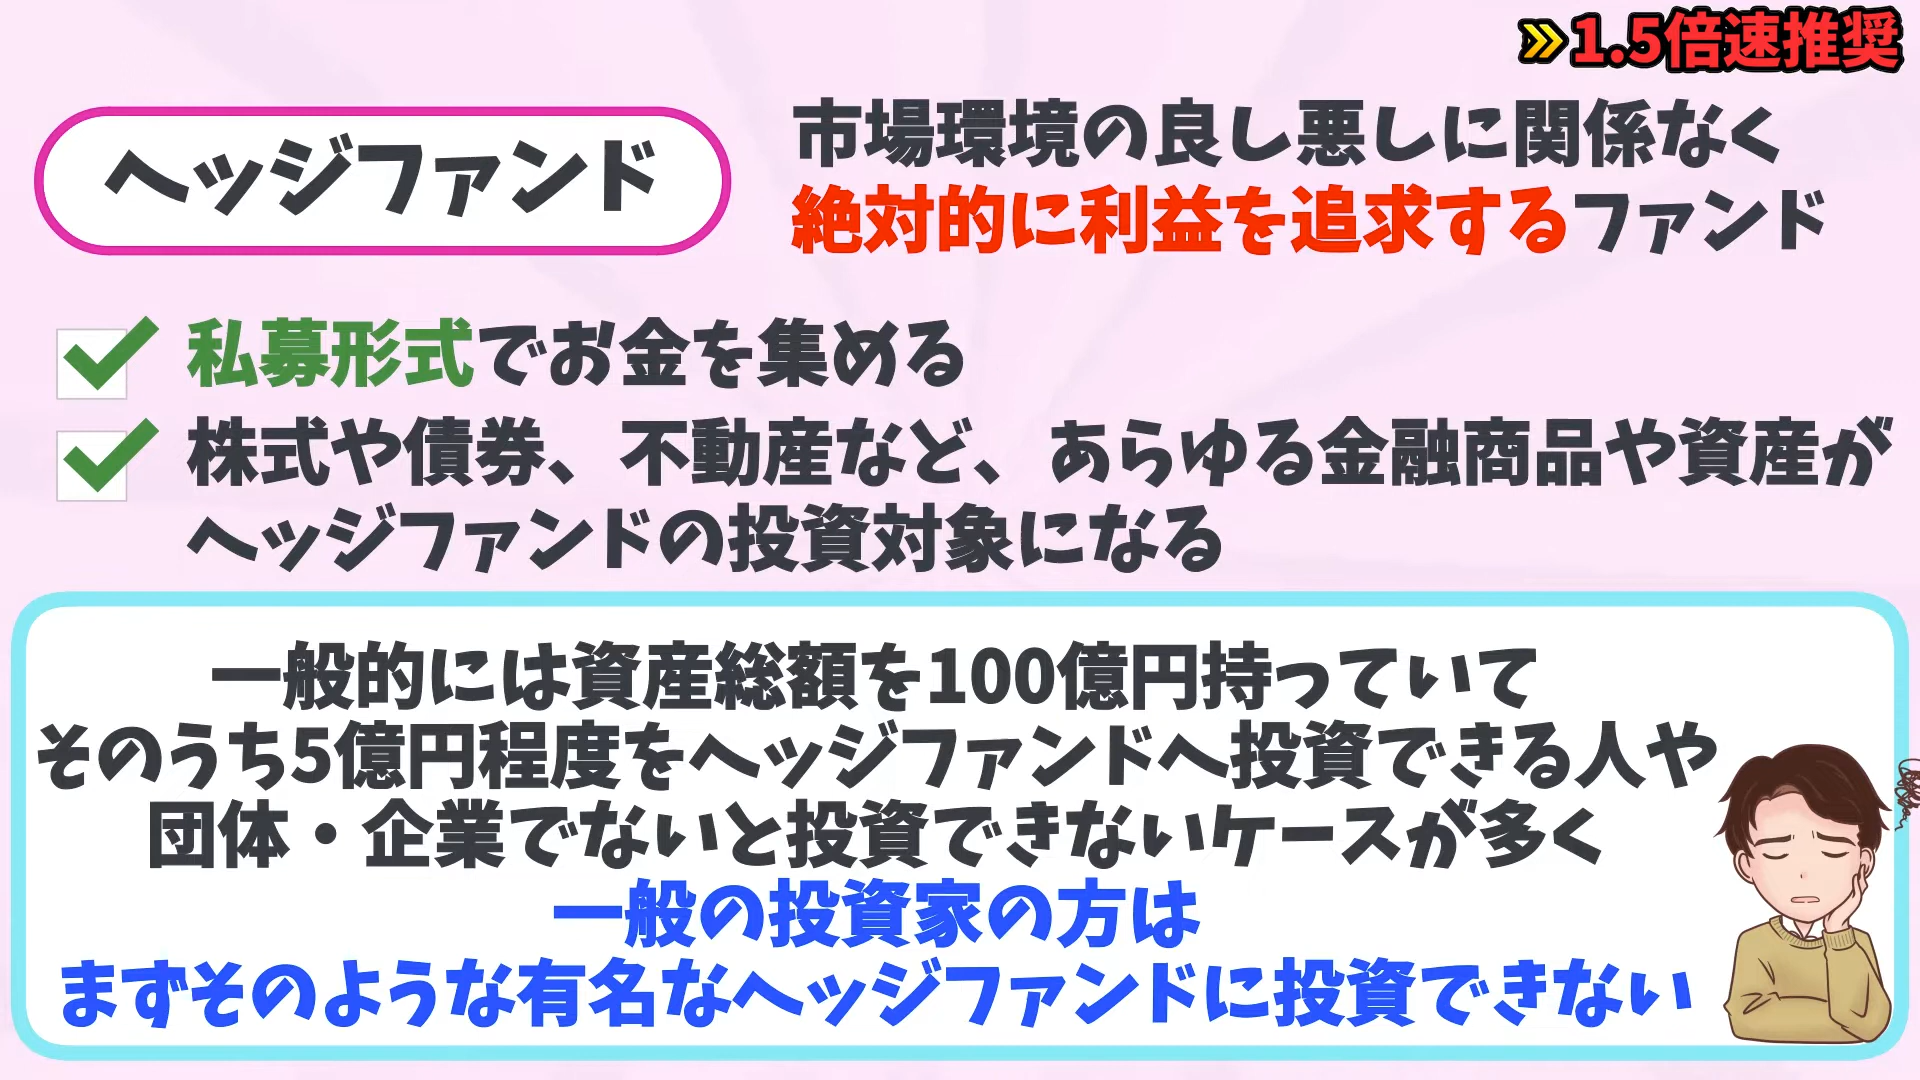 1.5倍速推奨
ヘッジファンド
市場環境の良し悪しに関係なく
絶対的に利益を追求するファンド
私募形式でお金を集める
株式や債券、不動産など、あらゆる金融商品や資産が
ヘッジファンドの投資対象になる
一般的には資産総額を100億円持っていて
そのうち5億円程度をヘッジファンドへ投資できる人や
団体・企業でないと投資できないケースが多く
一般の投資家の方は
まずそのような有名なヘッジファンドに投資できない